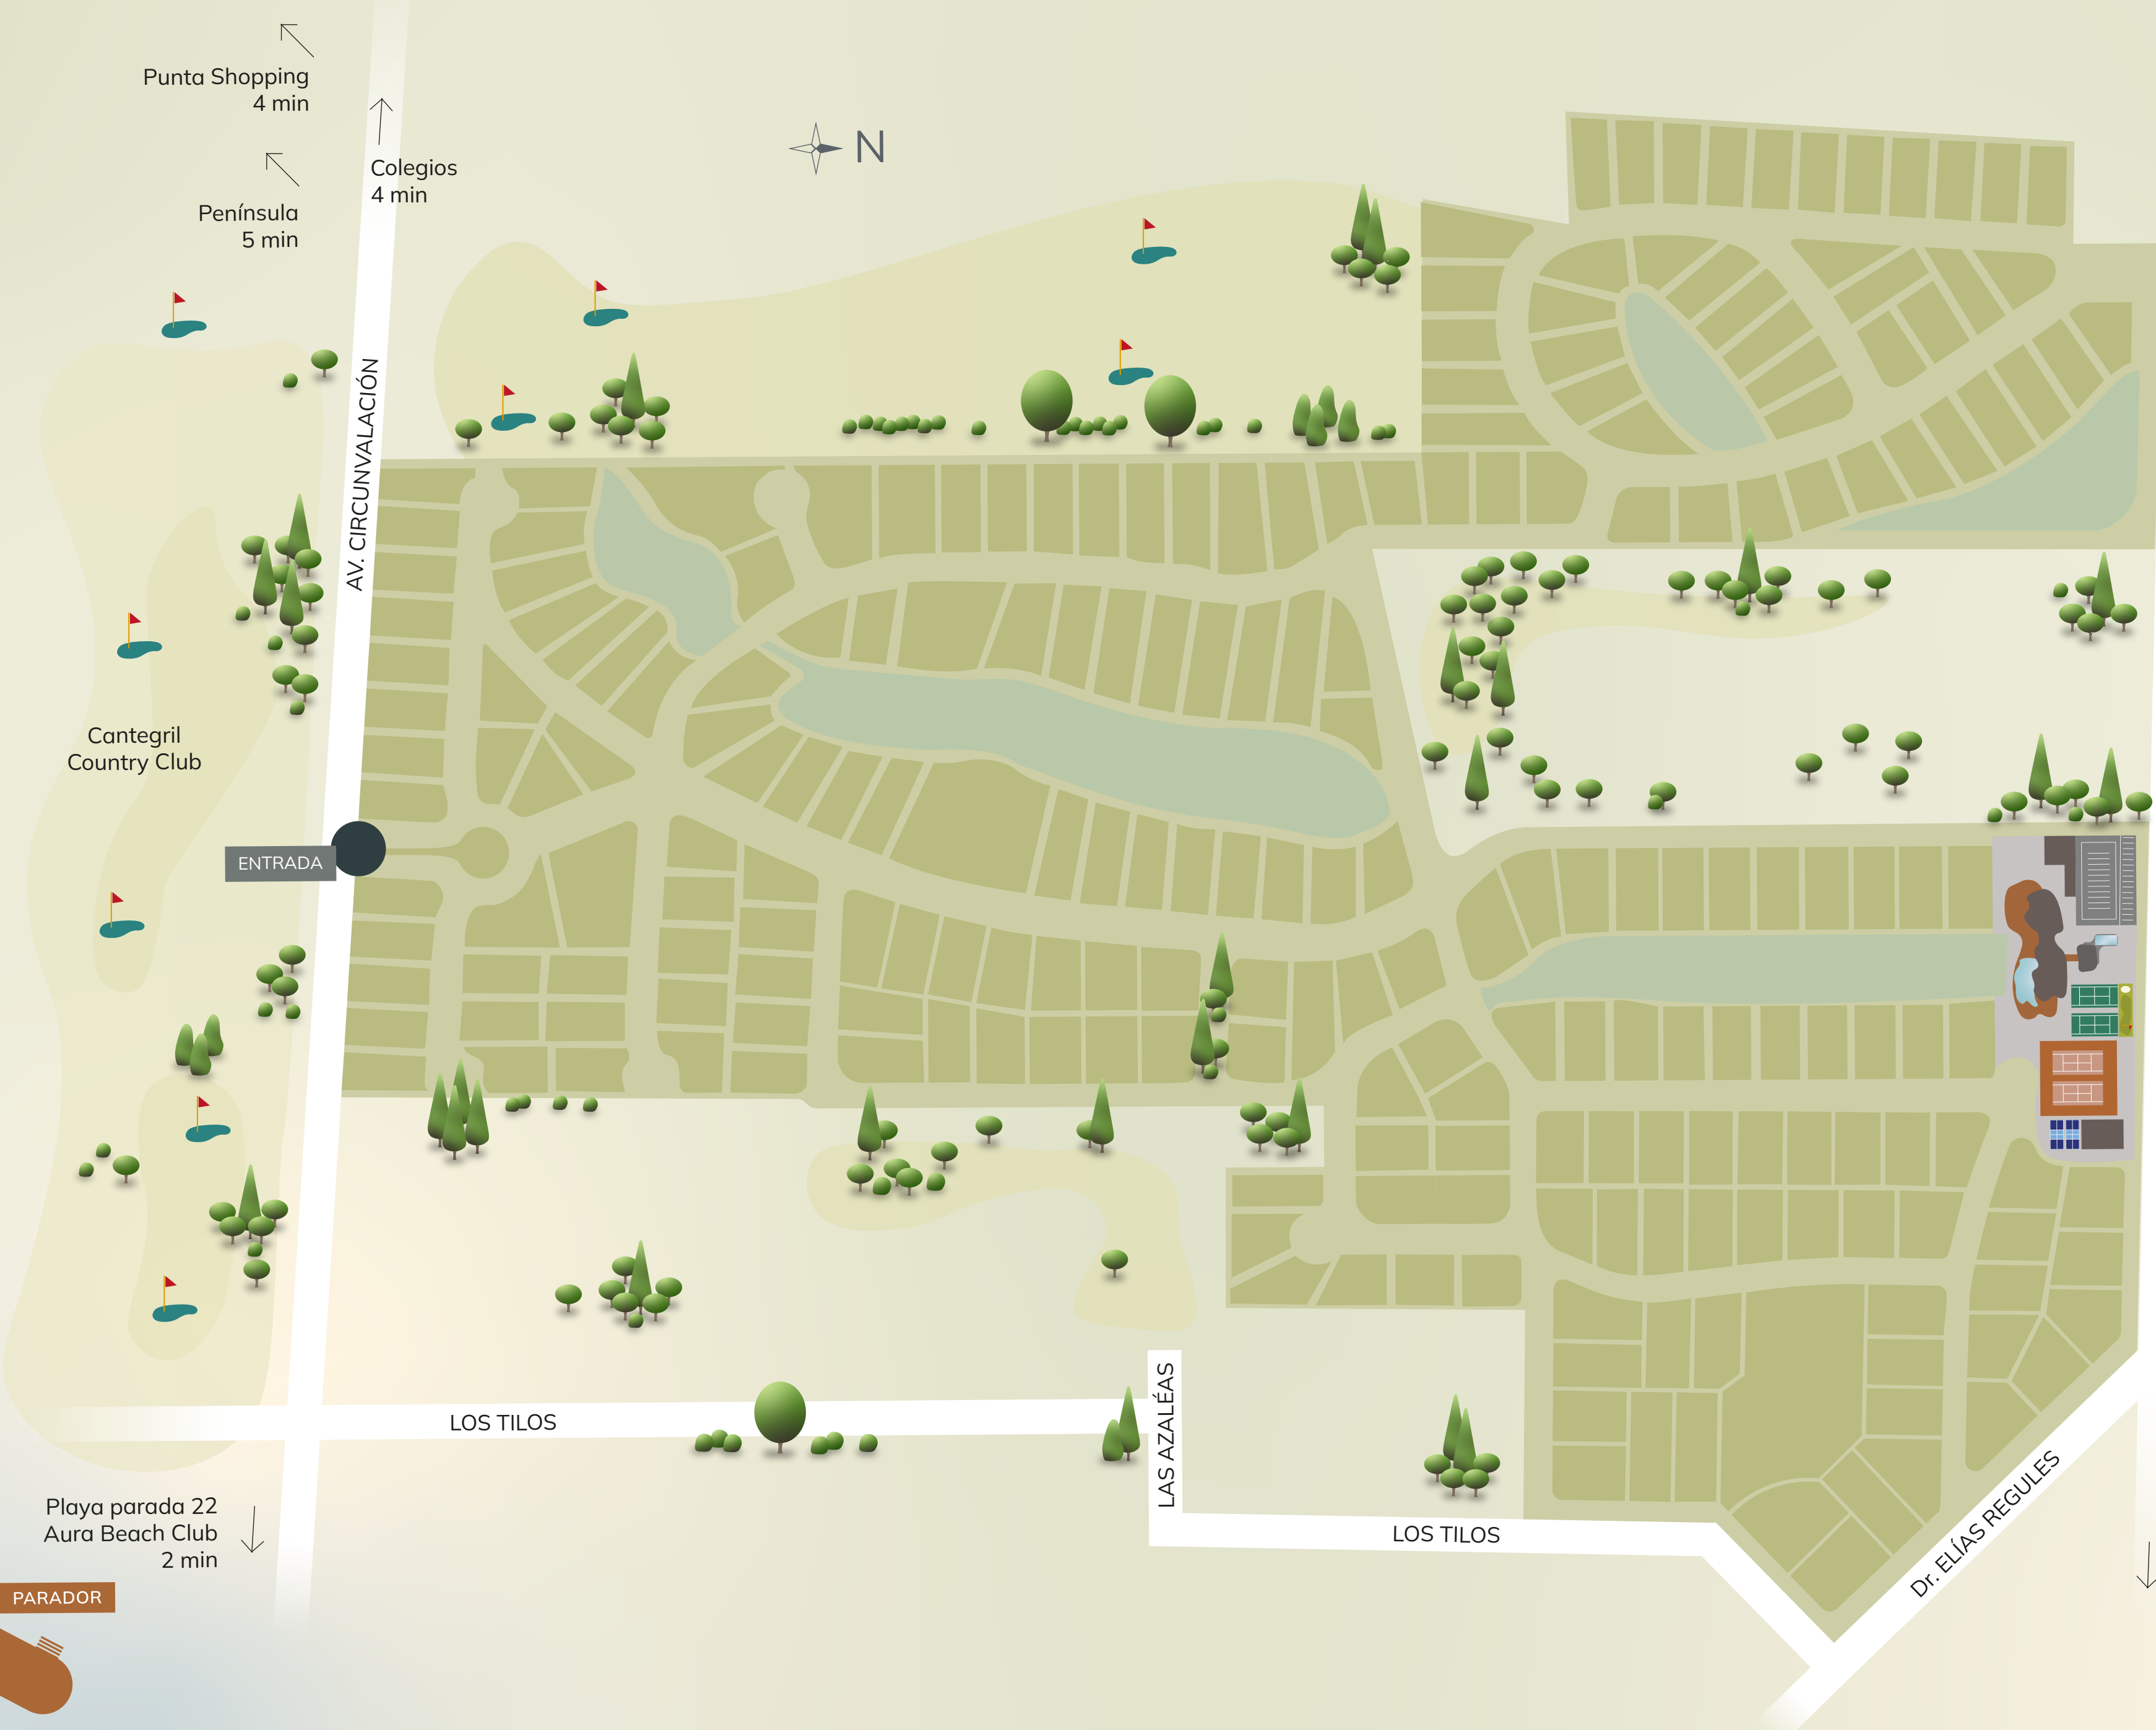 Punta Shopping
4 min
Península
5 min
Colegios
4 min
N
AV. CIRCUNVALACIÓN
Cantegril
Country Club
ENTRADA
LOS TILOS
LAS AZALÉAS
LOS TILOS
Dr. ELÍAS REGULES
Playa parada 22
Aura Beach Club
2 min
PARADOR